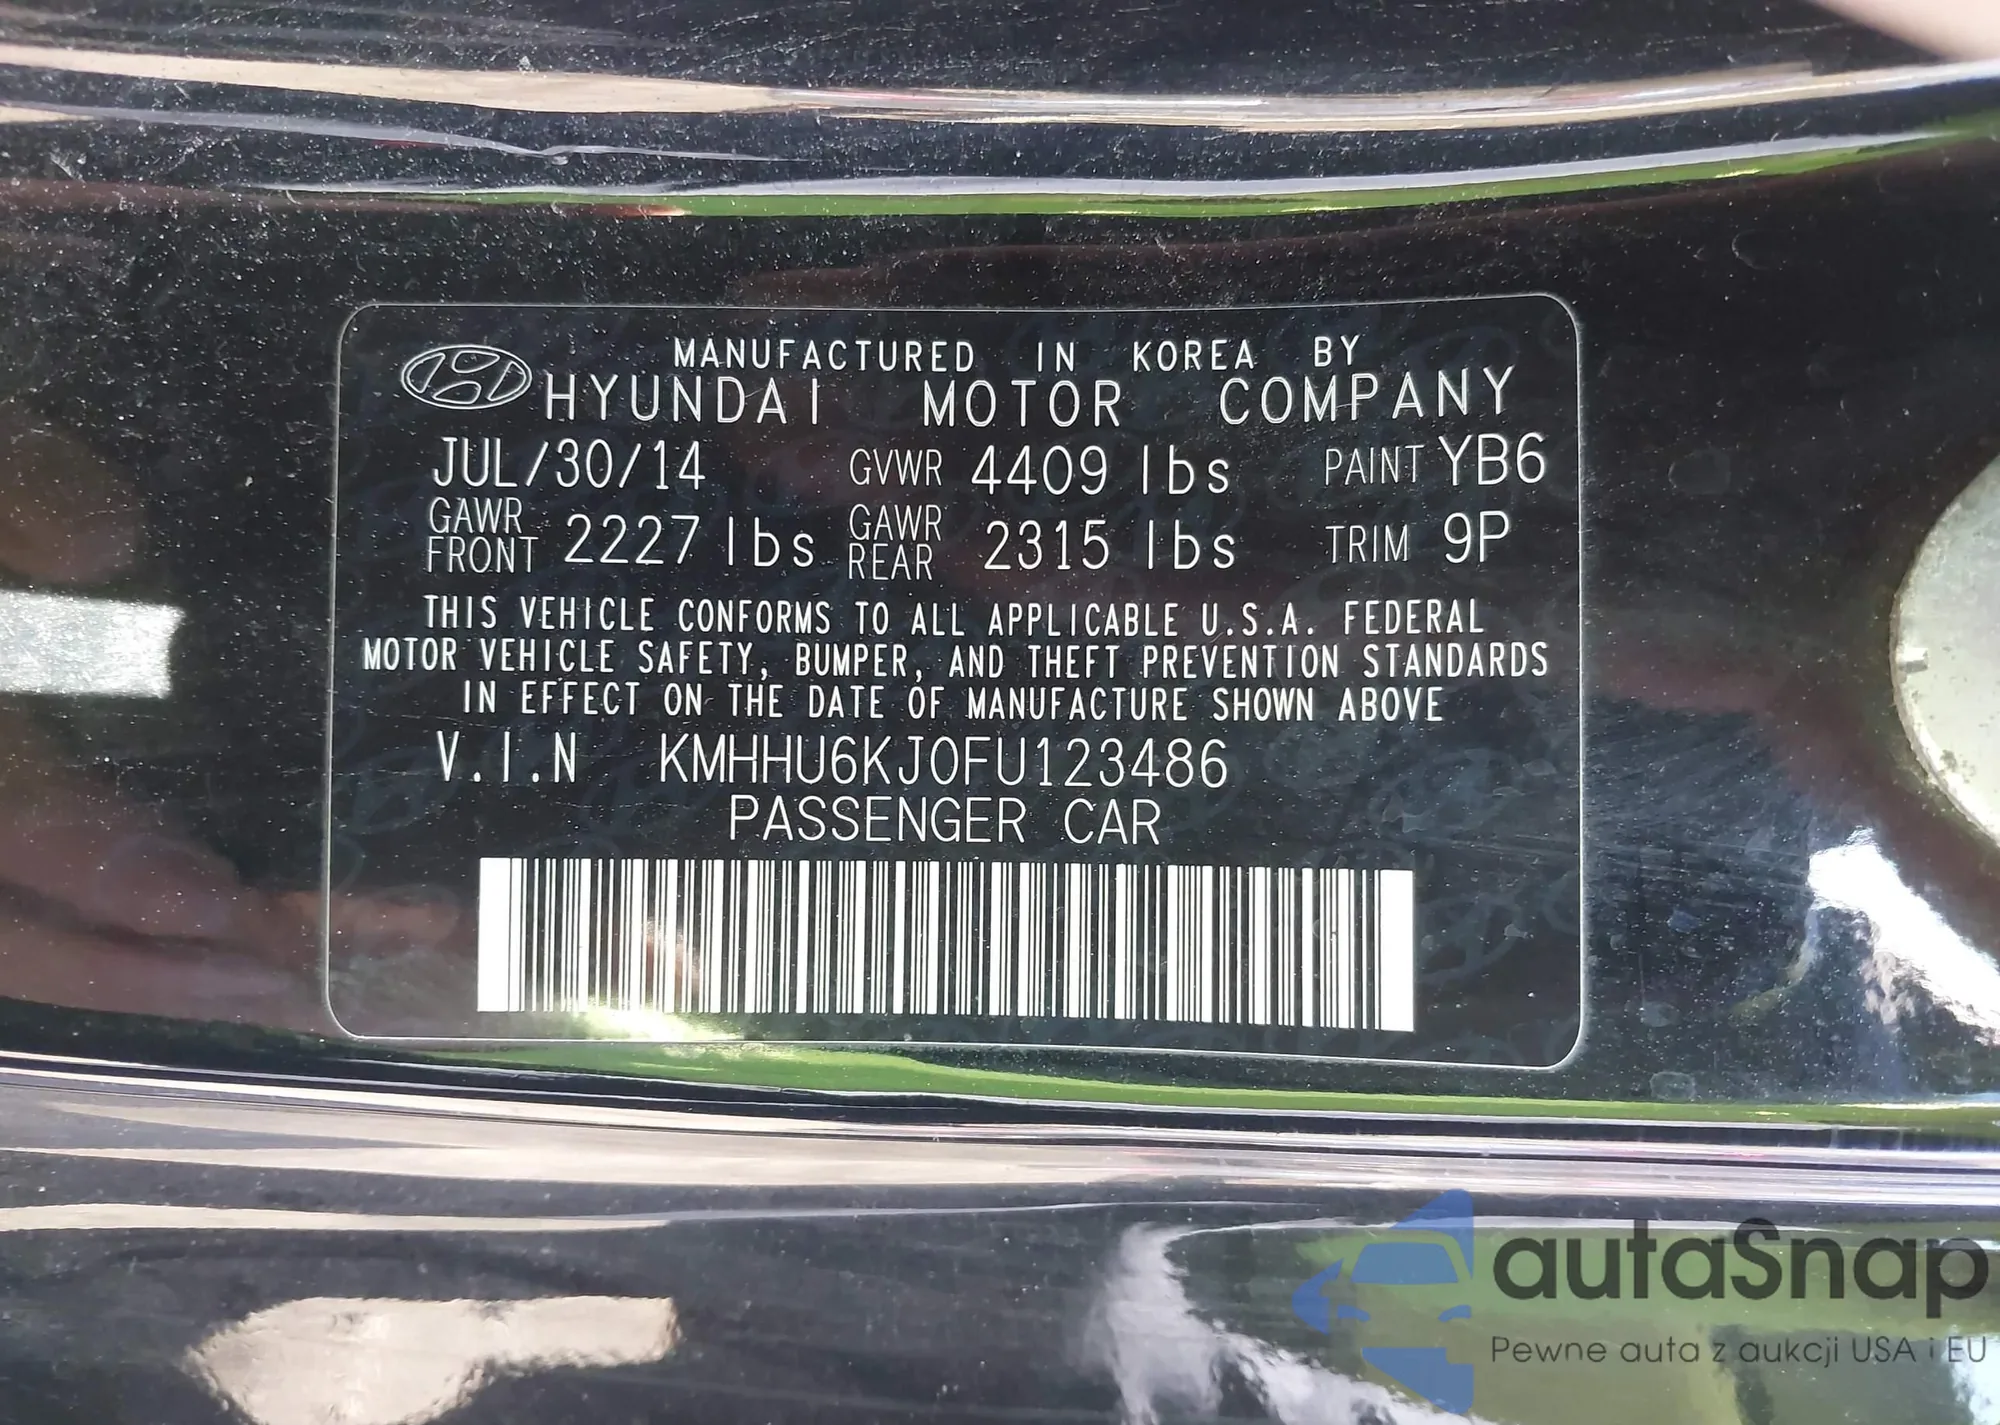 MANUFACTURED IN KOREA BY
HYUNDAI MOTOR COMPANY
JUL/30/14 GVWR 4409 lbs PAINT YB6
GAWR FRONT 2227 lbs GAWR REAR 2315 lbs TRIM 9P
THIS VEHICLE CONFORMS TO ALL APPLICABLE U.S.A. FEDERAL
MOTOR VEHICLE SAFETY, BUMPER, AND THEFT PREVENTION STANDARDS
IN EFFECT ON THE DATE OF MANUFACTURE SHOWN ABOVE
V.I.N KMHHU6KJ0FU123486
PASSENGER CAR
autaSnap
Pewne auta z aukcji USA i EU